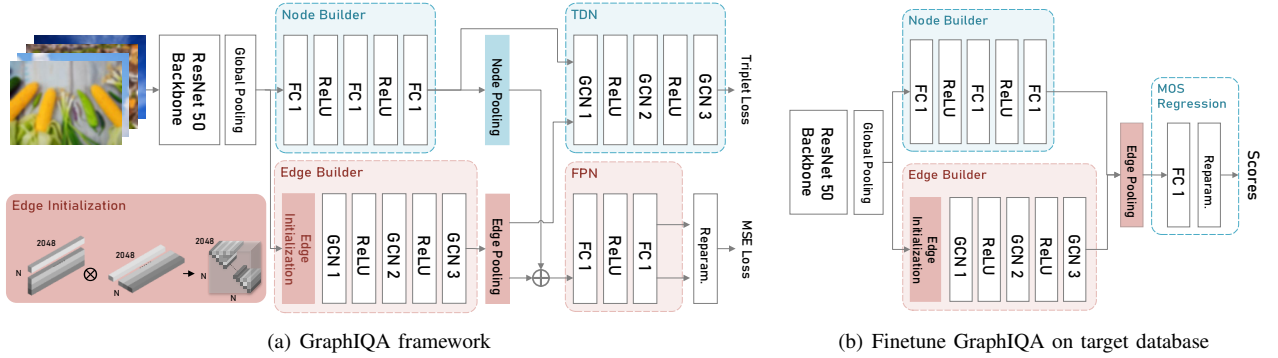 Node Builder
TDN
ResNet 50
Backbone
Global Pooling
FC 1
ReLU
FC 1
ReLU
FC 1
Node Pooling
GCN 1
ReLU
GCN 2
ReLU
GCN 3
Triplet Loss
Edge Initialization
2048
N
2048
N
2048
N
N
Edge Builder
Edge
Initialization
GCN 1
ReLU
GCN 2
ReLU
GCN 3
Edge Pooling
FPN
FC 1
ReLU
FC 1
Reparam.
MSE Loss
(a) GraphIQA framework
Node Builder
ResNet 50
Backbone
Global Pooling
FC 1
ReLU
FC 1
ReLU
FC 1
Edge Builder
Edge
Initialization
GCN 1
ReLU
GCN 2
ReLU
GCN 3
Edge Pooling
MOS
Regression
FC 1
Reparam.
Scores
(b) Finetune GraphIQA on target database